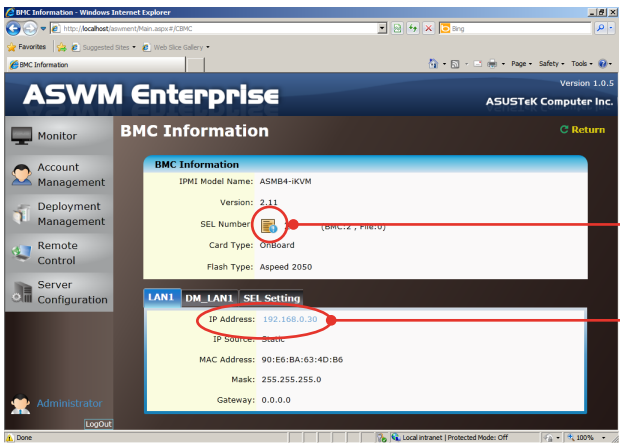 BMC Information - Windows Internet Explorer
http://localhost/aswment/Main.aspx#/CBMC
Bing
Favorites
Suggested Sites
Web Slice Gallery
BMC Information
Page
Safety
Tools
Version 1.0.5
ASWM Enterprise
ASUSTeK Computer Inc.
Monitor
BMC Information
Return
Account
Management
BMC Information
IPMI Model Name: ASMB4-iKVM
Deployment
Management
Version: 2.11
SEL Number:
(BMC:2 , File:0)
Remote
Control
Card Type: OnBoard
Flash Type: Aspeed 2050
Server
Configuration
LAN1 DM_LAN1 SEL Setting
IP Address: 192.168.0.30
IP Source: Static
MAC Address: 90:E6:BA:63:4D:B6
Mask: 255.255.255.0
Gateway: 0.0.0.0
Administrator
LogOut
Done
Local intranet | Protected Mode: Off
100%